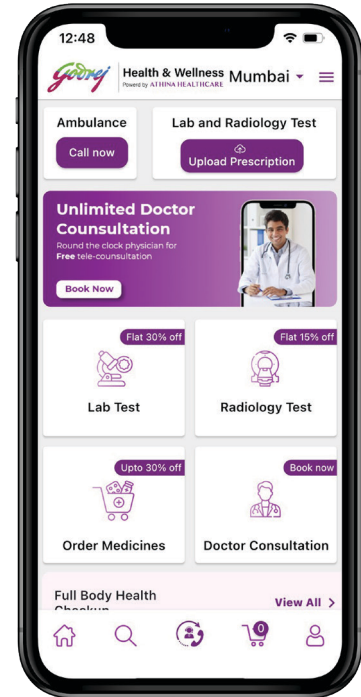 12:48
Godrej
Health & Wellness
Powered by ATHINA HEALTHCARE
Mumbai
Ambulance
Call now
Lab and Radiology Test
Upload Prescription
Unlimited Doctor
Counsultation
Round the clock physician for
Free tele-counsultation
Book Now
Flat 30% off
Lab Test
Flat 15% off
Radiology Test
Upto 30% off
Order Medicines
Book now
Doctor Consultation
Full Body Health
Checkup
View All >
0